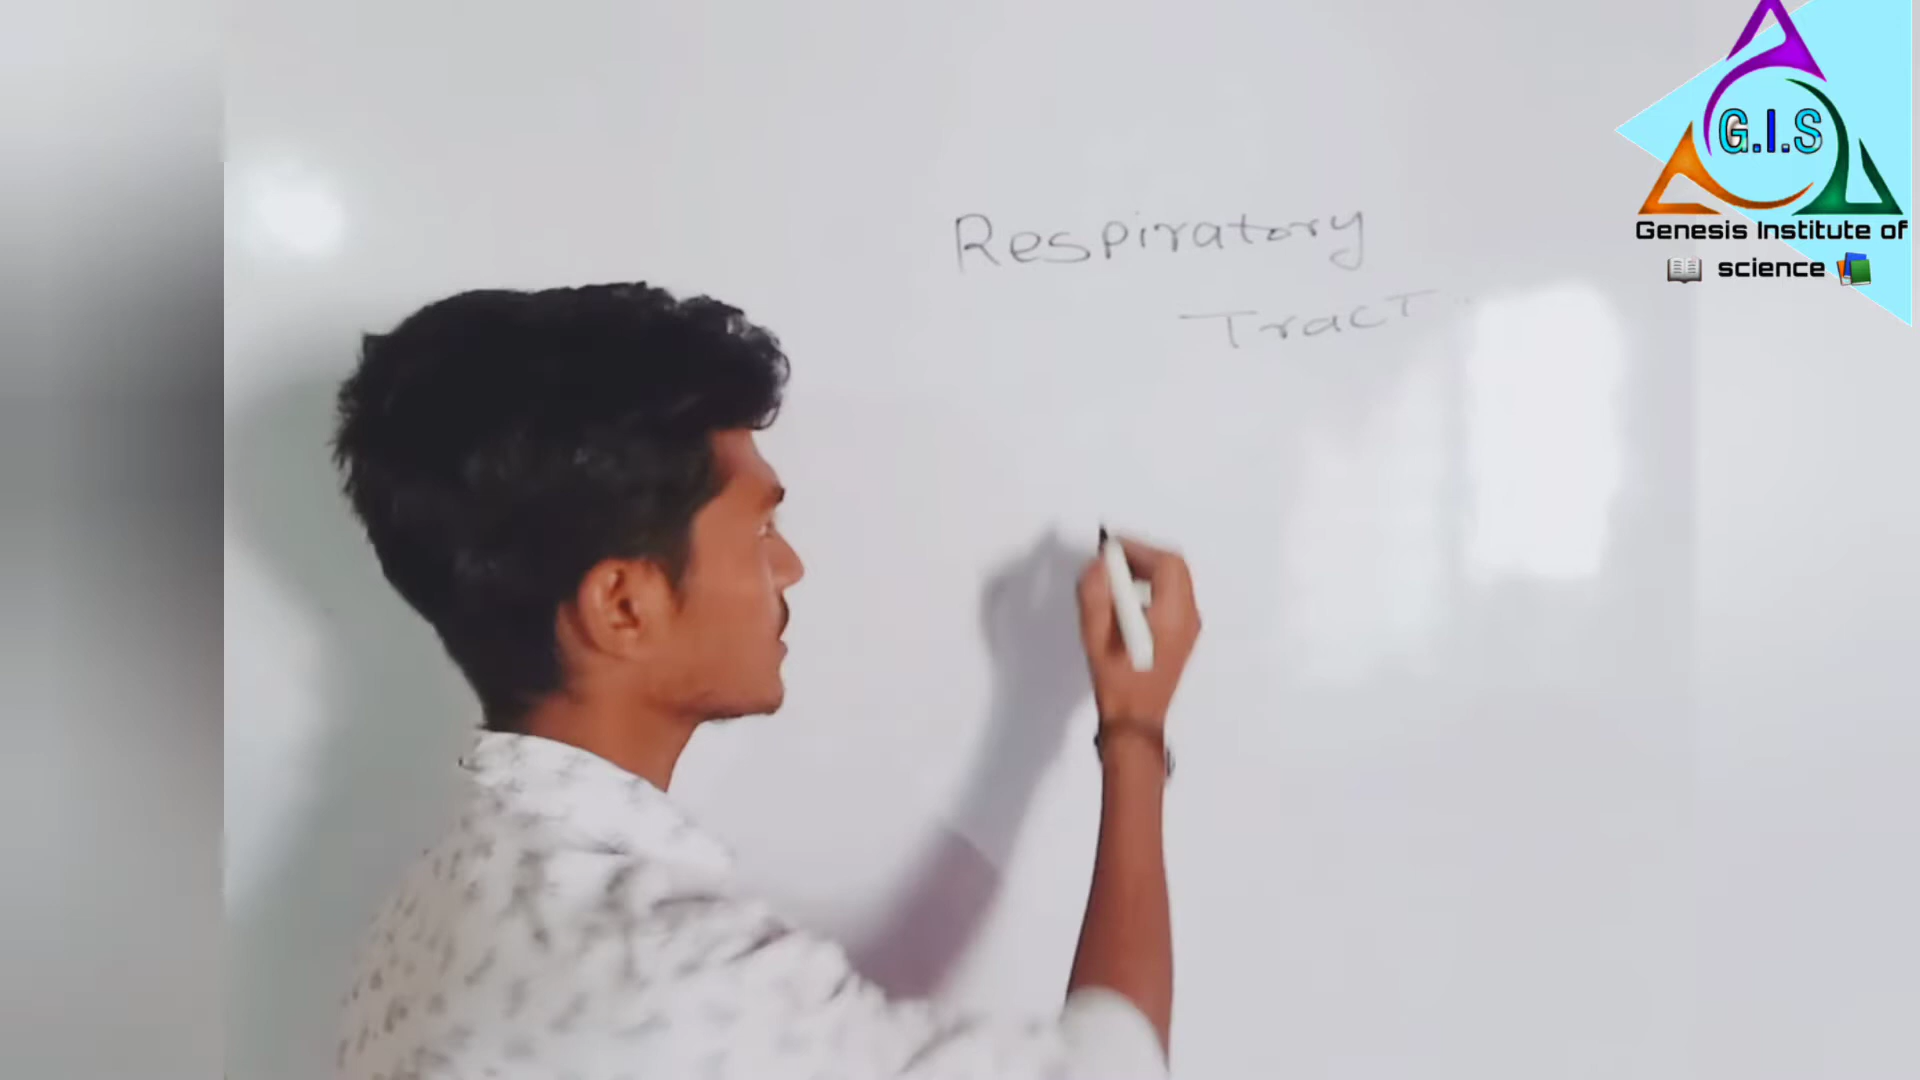 Respiratory
Tract
G.I.S
Genesis Institute of
science